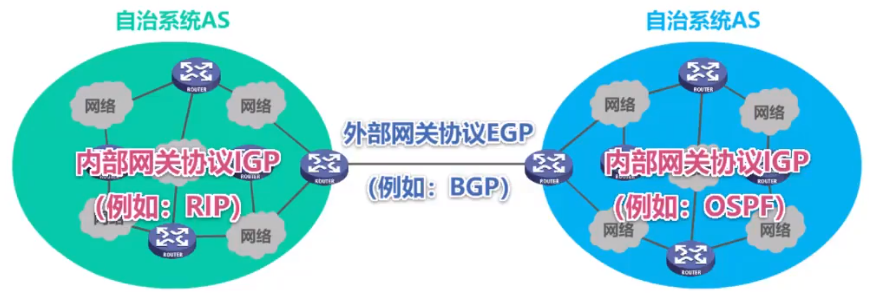 自治系统AS
自治系统AS
ROUTER
网络
网络
内部网关协议IGP
(例如：RIP)
ROUTER
网络
网络
ROUTER
外部网关协议EGP
(例如：BGP)
ROUTER
网络
网络
ROUTER
内部网关协议IGP
(例如：OSPF)
网络
网络
ROUTER